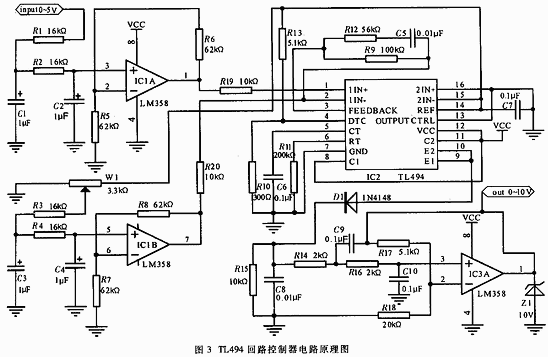 input0~5V
R1 16kΩ
R2 16kΩ
C1
1μF
C2
1μF
R5
62kΩ
VCC
8
3
2
1
4
IC1A
LM358
R6
62kΩ
R19 10kΩ
R13
5.1kΩ
R12 56kΩ
C5
0.01μF
R9 100kΩ
1 1IN+
2 1IN-
3 FEEDBACK
4 DTC
5 CT
6 RT
7 GND
8 C1
2IN+ 16
2IN- 15
REF 14
OUTPUTCTRL 13
VCC 12
C2 11
E2 10
E1 9
IC2 TL494
0.1μF
C7
VCC
R11
200kΩ
R10
300Ω
C6
0.1μF
W1
3.3kΩ
R3 16kΩ
R4 16kΩ
C3
1μF
C4
1μF
R7
62kΩ
R8 62kΩ
R20
10kΩ
5
6
7
IC1B
LM358
D1
1N4148
out 0~10V
R15
10kΩ
C8
0.01μF
R14 2kΩ
C9
0.1μF
R16 2kΩ
R17 5.1kΩ
C10
0.1μF
R18
20kΩ
VCC
8
3
2
1
4
IC3A
LM358
Z1
10V
图 3 TL494 回路控制器电路原理图